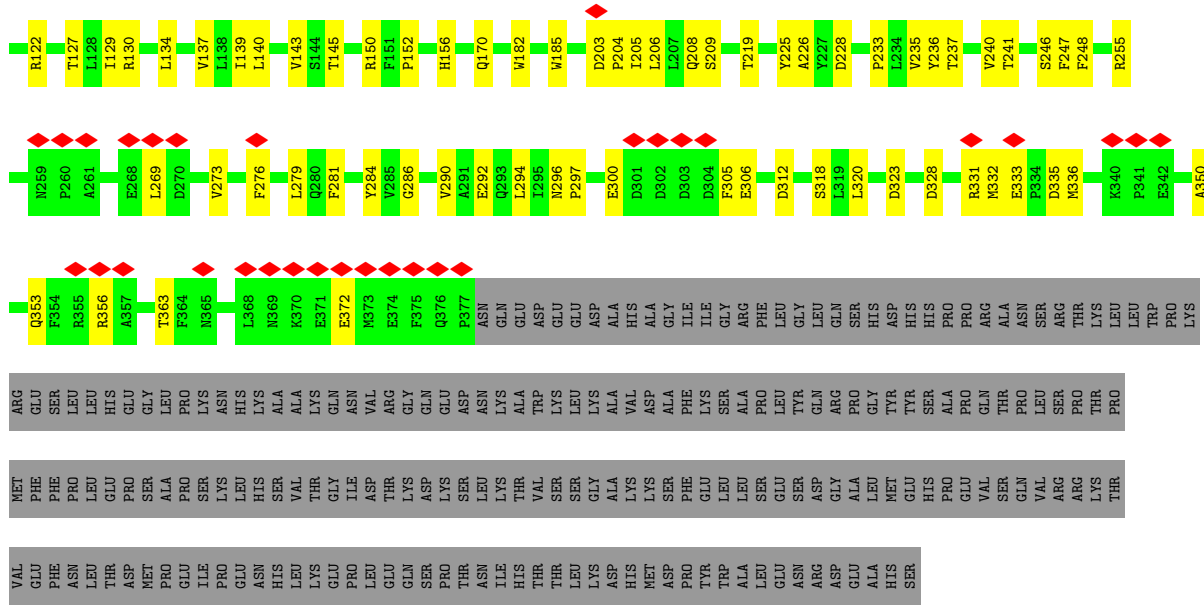 R122 T127 L128 I129 R130 L134 V137 L138 I139 L140 V143 S144 T145 R150 F151 P152 H156 Q170 W182 W185 D203 P204 I205 L206 L207 Q208 S209 T219 Y225 A226 Y227 D228 P233 L234 V235 Y236 T237 V240 T241 S246 F247 F248 R255
N259 P260 A261 E268 L269 D270 V273 F276 L279 Q280 F281 Y284 V285 G286 V290 A291 E292 Q293 L294 I295 N296 P297 E300 D301 D302 D303 D304 F305 E306 D312 S318 L319 L320 D323 D328 R331 M332 E333 P334 D335 M336 K340 P341 E342 A350
Q353 F354 R355 R356 A357 T363 F364 N365 L368 N369 K370 E371 E372 M373 E374 F375 Q376 P377 ASN GLN GLU ASP GLU GLU ASP ALA HIS ALA GLY ILE ILE GLY ARG PHE LEU GLY LEU GLN SER HIS ASP HIS HIS PRO PRO ARG ALA ASN SER ARG THR LYS LEU LEU TRP PRO LYS
ARG GLU SER LEU LEU HIS GLU GLY LEU PRO LYS ASN HIS LYS ALA ALA LYS GLN ASN VAL ARG GLY GLN GLU ASP ASN LYS ALA TRP LYS LEU LYS ALA VAL ASP ALA PHE LYS SER ALA PRO LEU TYR GLN ARG PRO GLY TYR TYR SER ALA PRO GLN THR PRO LEU SER PRO THR PRO
MET PHE PHE PRO LEU GLU PRO SER ALA PRO SER LYS LEU HIS SER VAL THR GLY ILE ASP THR LYS ASP LYS SER LEU LYS THR VAL SER SER GLY ALA LYS LYS SER PHE GLU LEU LEU SER GLU SER ASP GLY ALA LEU MET GLU HIS PRO GLU VAL SER GLN VAL ARG ARG LYS THR
VAL GLU PHE ASN LEU THR ASP MET PRO GLU ILE PRO GLU ASN HIS LEU LYS GLU PRO LEU GLU GLN SER PRO THR ASN ILE HIS THR THR LEU LYS ASP HIS MET ASP PRO TYR TRP ALA LEU GLU ASN ARG ASP GLU ALA HIS SER